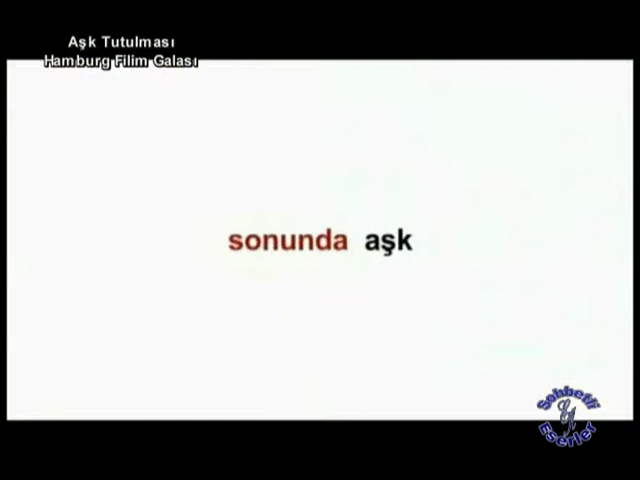 Aşk Tutulması
Hamburg Filim Galası
sonunda aşk
Sohbetli
Eserler